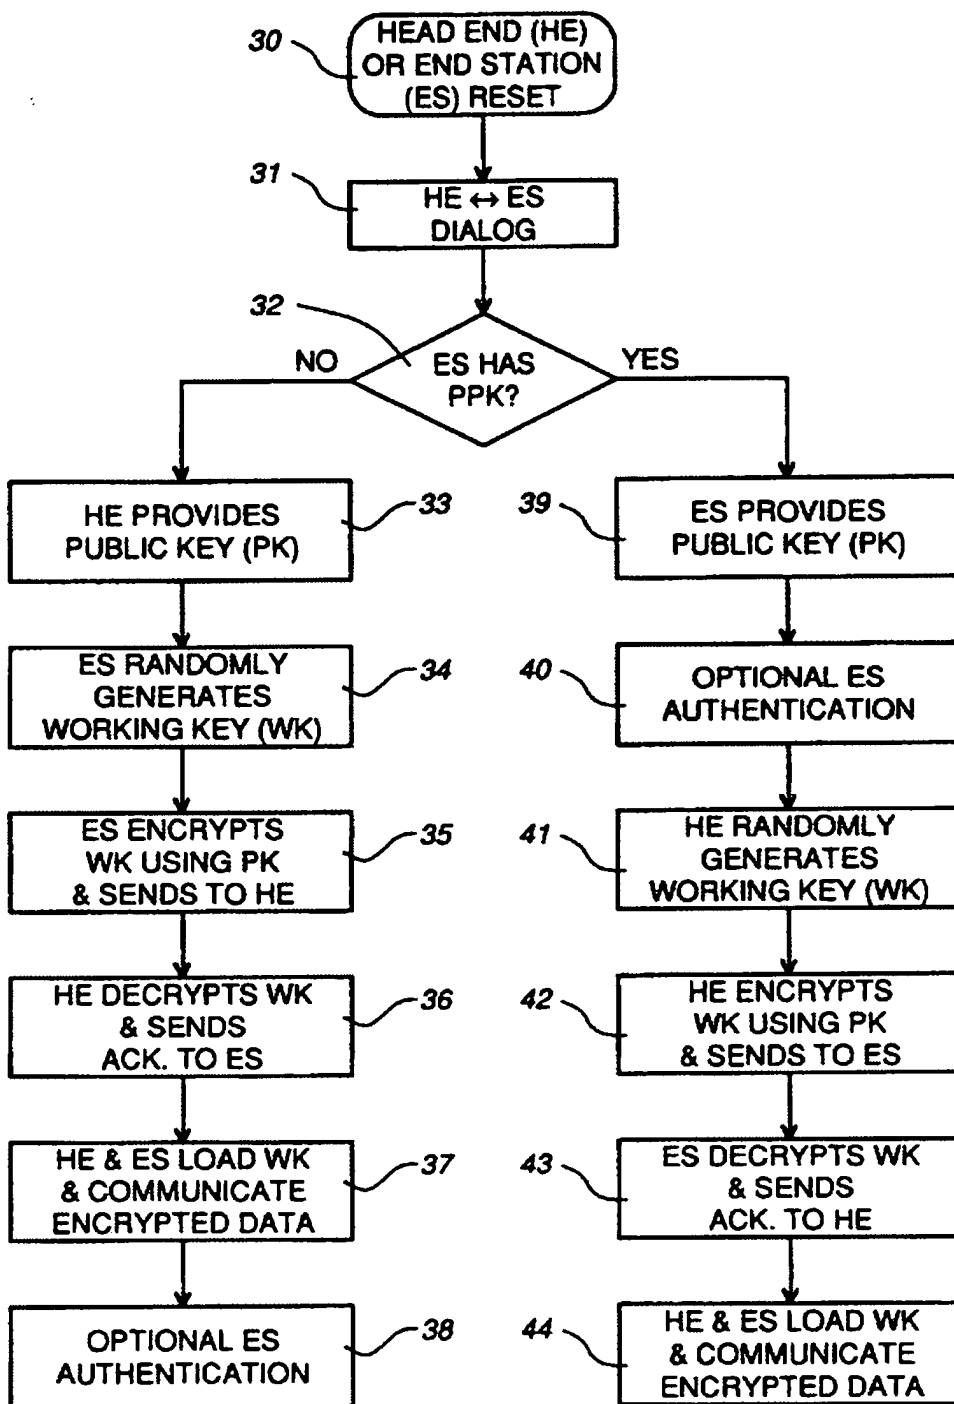 30
HEAD END (HE)
OR END STATION
(ES) RESET
31
HE ↔ ES
DIALOG
32
ES HAS
PPK?
NO
YES
HE PROVIDES
PUBLIC KEY (PK)
33
ES RANDOMLY
GENERATES
WORKING KEY (WK)
34
ES ENCRYPTS
WK USING PK
& SENDS TO HE
35
HE DECRYPTS WK
& SENDS
ACK. TO ES
36
HE & ES LOAD WK
& COMMUNICATE
ENCRYPTED DATA
37
OPTIONAL ES
AUTHENTICATION
38
39
ES PROVIDES
PUBLIC KEY (PK)
40
OPTIONAL ES
AUTHENTICATION
41
HE RANDOMLY
GENERATES
WORKING KEY (WK)
42
HE ENCRYPTS
WK USING PK
& SENDS TO ES
43
ES DECRYPTS WK
& SENDS
ACK. TO HE
44
HE & ES LOAD WK
& COMMUNICATE
ENCRYPTED DATA